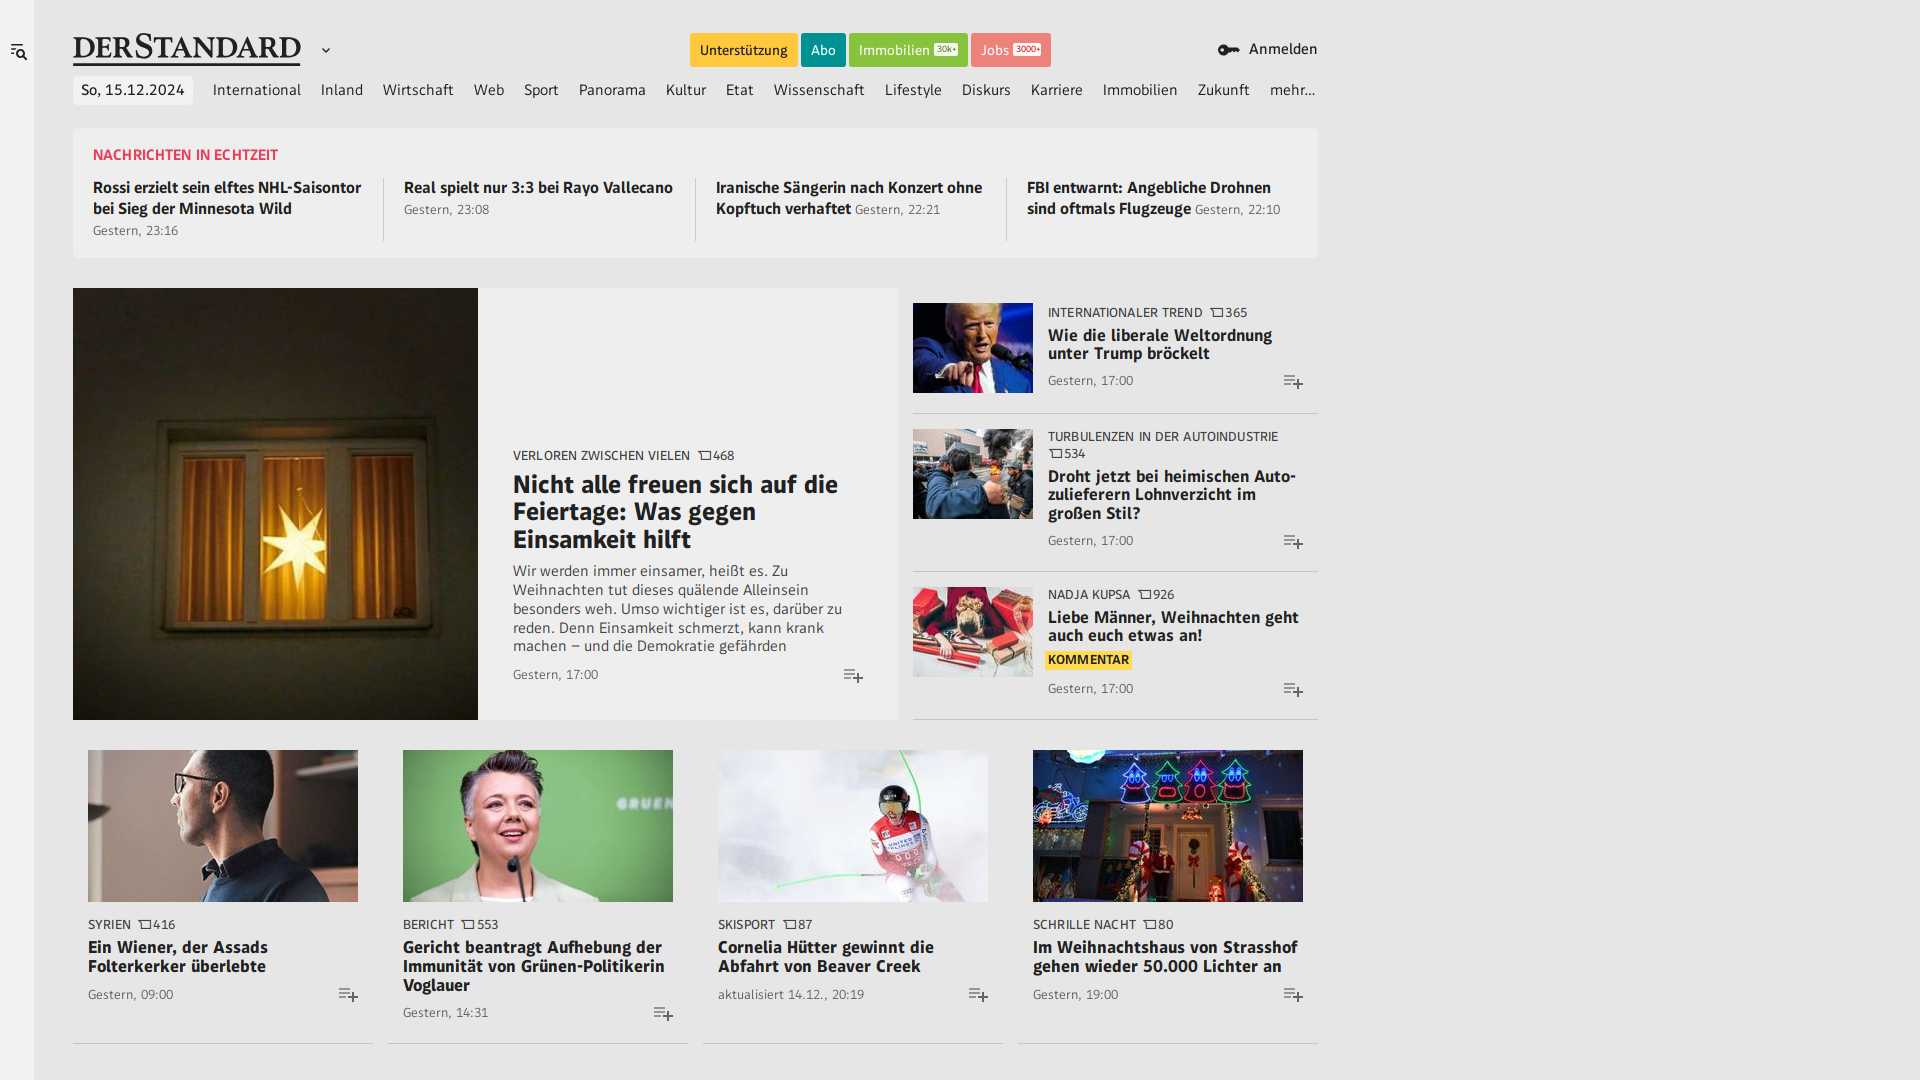 DERSTANDARD
Unterstützung
Abo
Immobilien 30k+
Jobs 3000+
Anmelden
So, 15.12.2024
International
Inland
Wirtschaft
Web
Sport
Panorama
Kultur
Etat
Wissenschaft
Lifestyle
Diskurs
Karriere
Immobilien
Zukunft
mehr...
NACHRICHTEN IN ECHTZEIT
Rossi erzielt sein elftes NHL-Saisontor
bei Sieg der Minnesota Wild
Gestern, 23:16
Real spielt nur 3:3 bei Rayo Vallecano
Gestern, 23:08
Iranische Sängerin nach Konzert ohne
Kopftuch verhaftet Gestern, 22:21
FBI entwarnt: Angebliche Drohnen
sind oftmals Flugzeuge Gestern, 22:10
VERLOREN ZWISCHEN VIELEN 468
Nicht alle freuen sich auf die
Feiertage: Was gegen
Einsamkeit hilft
Wir werden immer einsamer, heißt es. Zu
Weihnachten tut dieses quälende Alleinsein
besonders weh. Umso wichtiger ist es, darüber zu
reden. Denn Einsamkeit schmerzt, kann krank
machen – und die Demokratie gefährden
Gestern, 17:00
INTERNATIONALER TREND 365
Wie die liberale Weltordnung
unter Trump bröckelt
Gestern, 17:00
TURBULENZEN IN DER AUTOINDUSTRIE
534
Droht jetzt bei heimischen Auto-
zulieferern Lohnverzicht im
großen Stil?
Gestern, 17:00
NADJA KUPSA 926
Liebe Männer, Weihnachten geht
auch euch etwas an!
KOMMENTAR
Gestern, 17:00
SYRIEN 416
Ein Wiener, der Assads
Folterkerker überlebte
Gestern, 09:00
GRUEN
BERICHT 553
Gericht beantragt Aufhebung der
Immunität von Grünen-Politikerin
Voglauer
Gestern, 14:31
SKISPORT 87
Cornelia Hütter gewinnt die
Abfahrt von Beaver Creek
aktualisiert 14.12., 20:19
SCHRILLE NACHT 80
Im Weihnachtshaus von Strasshof
gehen wieder 50.000 Lichter an
Gestern, 19:00